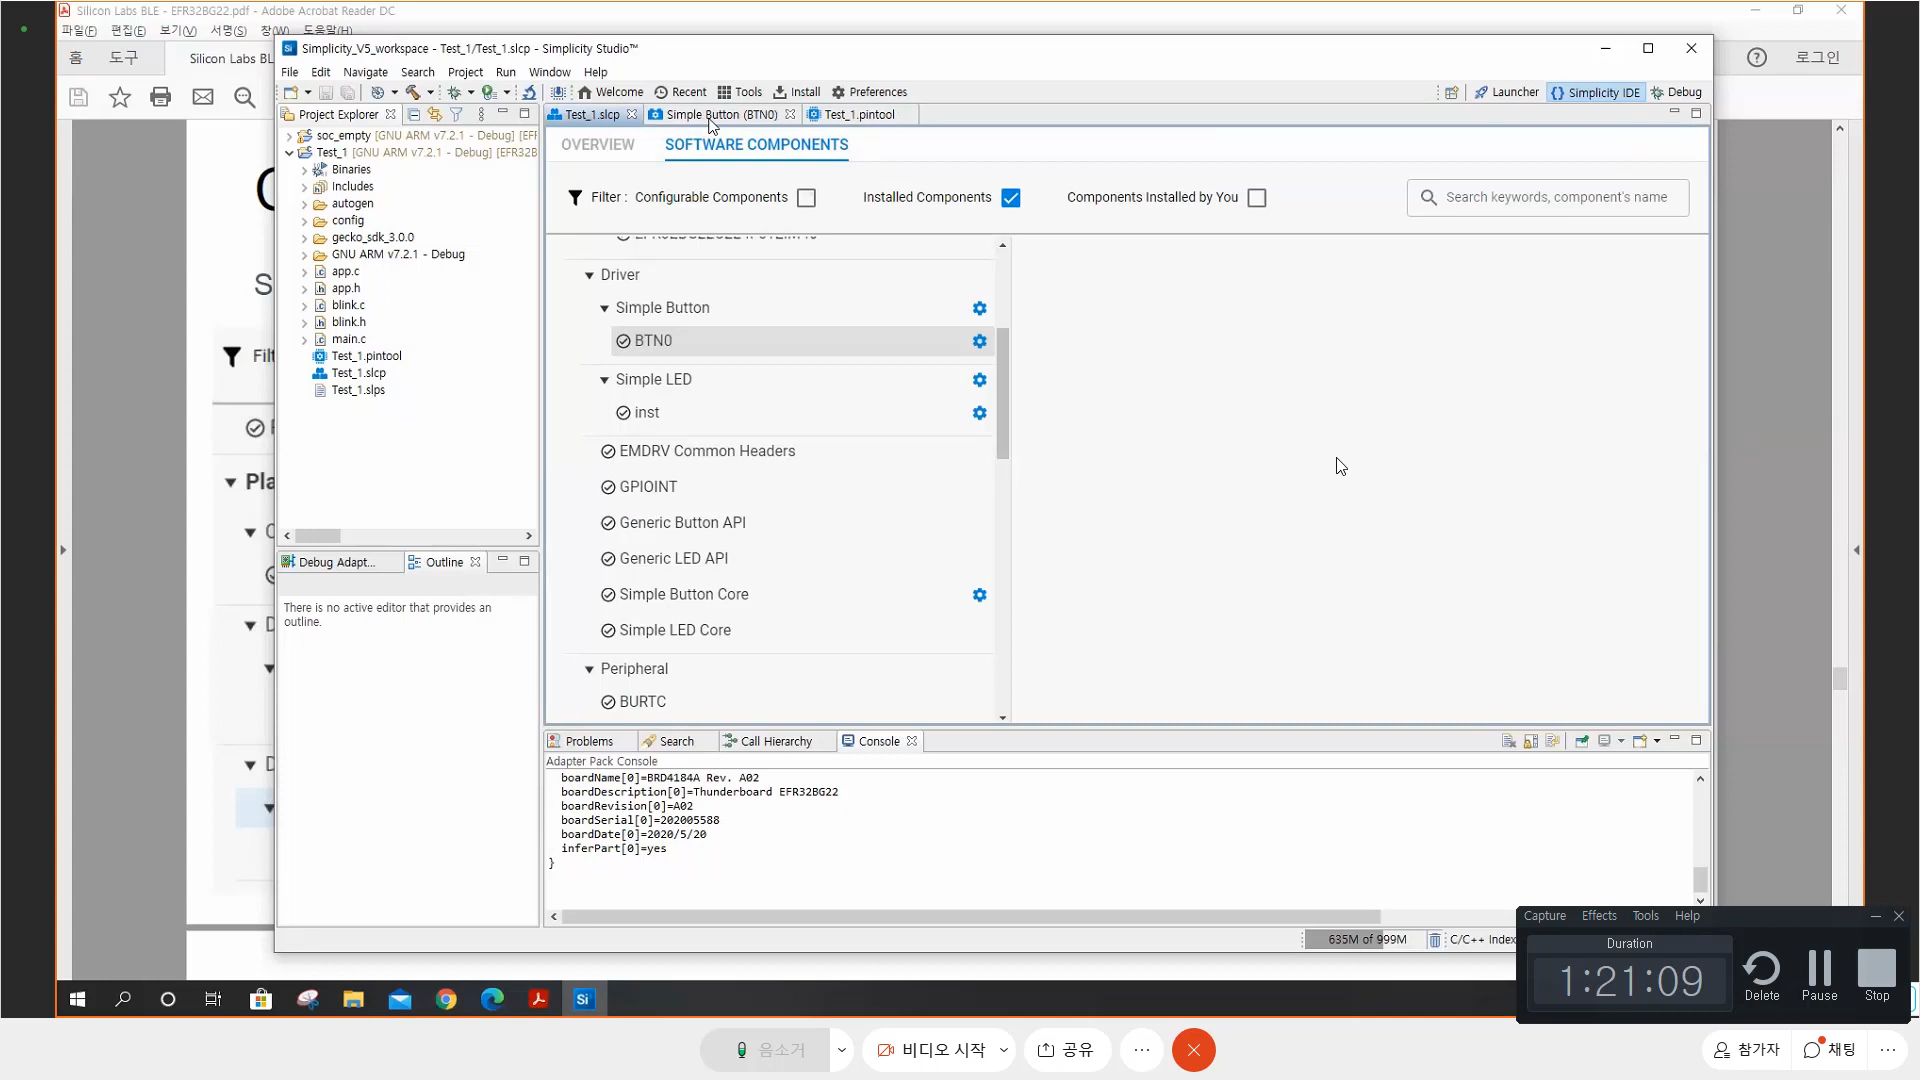 Silicon Labs BLE - EFR32BG22.pdf - Adobe Acrobat Reader DC
파일(F) 편집(E) 보기(V) 서명(S) 창(W) 도움말(H)
홈 도구 Silicon Labs BL
로그인
Simplicity_V5_workspace - Test_1/Test_1.slcp - Simplicity Studio™
File Edit Navigate Search Project Run Window Help
Welcome Recent Tools Install Preferences
Launcher Simplicity IDE Debug
Project Explorer
soc_empty [GNU ARM v7.2.1 - Debug] [EFF
Test_1 [GNU ARM v7.2.1 - Debug] [EFR32B
Binaries
Includes
autogen
config
gecko_sdk_3.0.0
GNU ARM v7.2.1 - Debug
app.c
app.h
blink.c
blink.h
main.c
Test_1.pintool
Test_1.slcp
Test_1.slps
Debug Adapt...
Outline
There is no active editor that provides an
outline.
Test_1.slcp Simple Button (BTN0) Test_1.pintool
OVERVIEW SOFTWARE COMPONENTS
Filter : Configurable Components Installed Components Components Installed by You
Search keywords, component's name
Driver
Simple Button
BTN0
Simple LED
inst
EMDRV Common Headers
GPIOINT
Generic Button API
Generic LED API
Simple Button Core
Simple LED Core
Peripheral
BURTC
Problems Search Call Hierarchy Console
Adapter Pack Console
boardName[0]=BRD4184A Rev. A02
boardDescription[0]=Thunderboard EFR32BG22
boardRevision[0]=A02
boardSerial[0]=202005588
boardDate[0]=2020/5/20
inferPart[0]=yes
}
635M of 999M
C/C++ Index
Filt
Pla
Capture Effects Tools Help
Duration
1:21:09
Delete Pause Stop
음소거 비디오 시작 공유
참가자 채팅